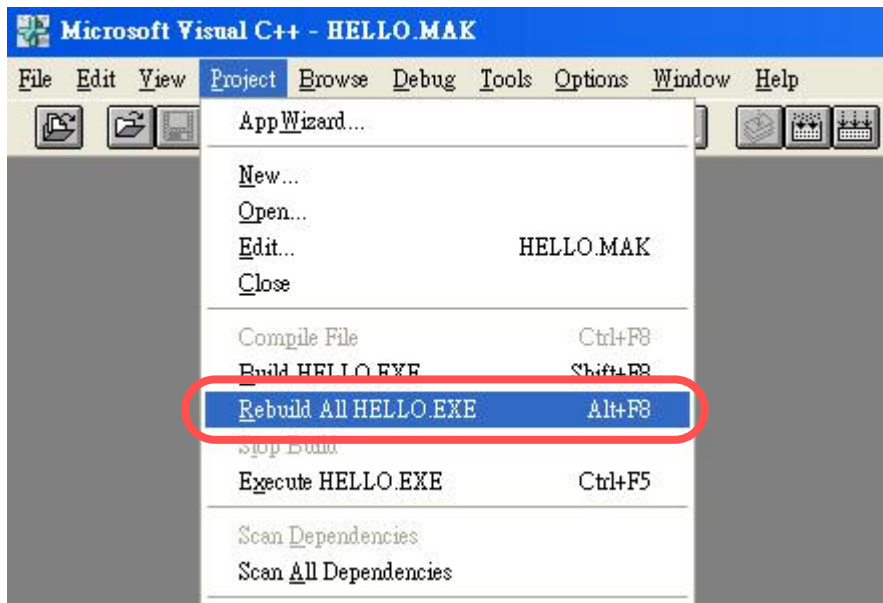 Microsoft Visual C++ - HELLO.MAK
File Edit View Project Browse Debug Tools Options Window Help
AppWizard...
New...
Open...
Edit... HELLO.MAK
Close
Compile File Ctrl+F8
Build HELLO.EXE Shift+F8
Rebuild All HELLO.EXE Alt+F8
Stop Build
Execute HELLO.EXE Ctrl+F5
Scan Dependencies
Scan All Dependencies